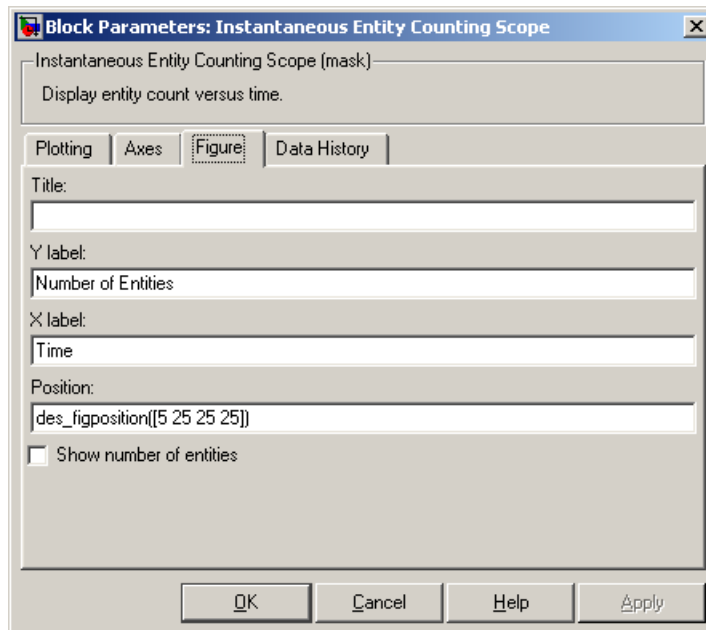 Block Parameters: Instantaneous Entity Counting Scope
Instantaneous Entity Counting Scope (mask)
Display entity count versus time.
Plotting Axes Figure Data History
Title:
Y label:
Number of Entities
X label:
Time
Position:
des_figposition([5 25 25 25])
Show number of entities
OK Cancel Help Apply